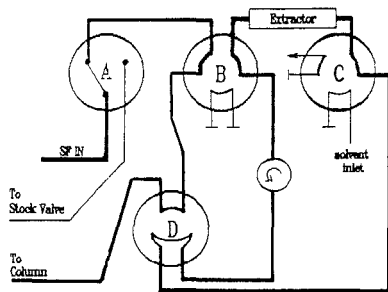 Extractor
A
B
C
SF IN
solvent
inlet
To
Stock Valve
D
To
Column